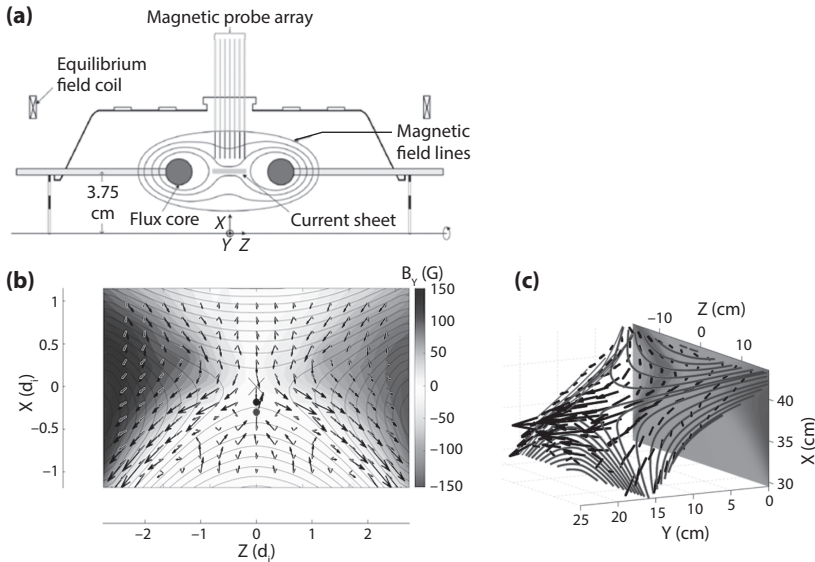 (a)
Magnetic probe array
Equilibrium
field coil
Magnetic
field lines
3.75
cm
Flux core
X
Current sheet
Y Z
(b)
B_Y (G)
1
0.5
0
−0.5
−1
X (d_i)
150
100
50
0
−50
−100
−150
−2 −1 0 1 2
Z (d_i)
(c)
Z (cm)
−10
0
10
40
35
30
X (cm)
25 20 15 10 5 0
Y (cm)